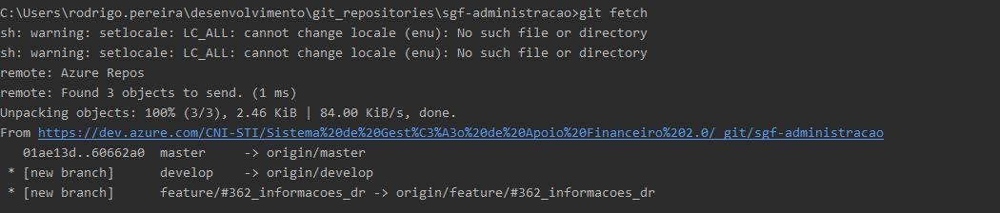 C:\Users\rodrigo.pereira\desenvolvimento\git_repositories\sgf-administracao>git fetch
sh: warning: setlocale: LC_ALL: cannot change locale (enu): No such file or directory
sh: warning: setlocale: LC_ALL: cannot change locale (enu): No such file or directory
remote: Azure Repos
remote: Found 3 objects to send. (1 ms)
Unpacking objects: 100% (3/3), 2.46 KiB | 84.00 KiB/s, done.
From https://dev.azure.com/CNI-STI/Sistema%20de%20Gest%C3%A3o%20de%20Apoio%20Financeiro%202.0/_git/sgf-administracao
   01ae13d..60662a0  master     -> origin/master
 * [new branch]      develop    -> origin/develop
 * [new branch]      feature/#362_informacoes_dr -> origin/feature/#362_informacoes_dr